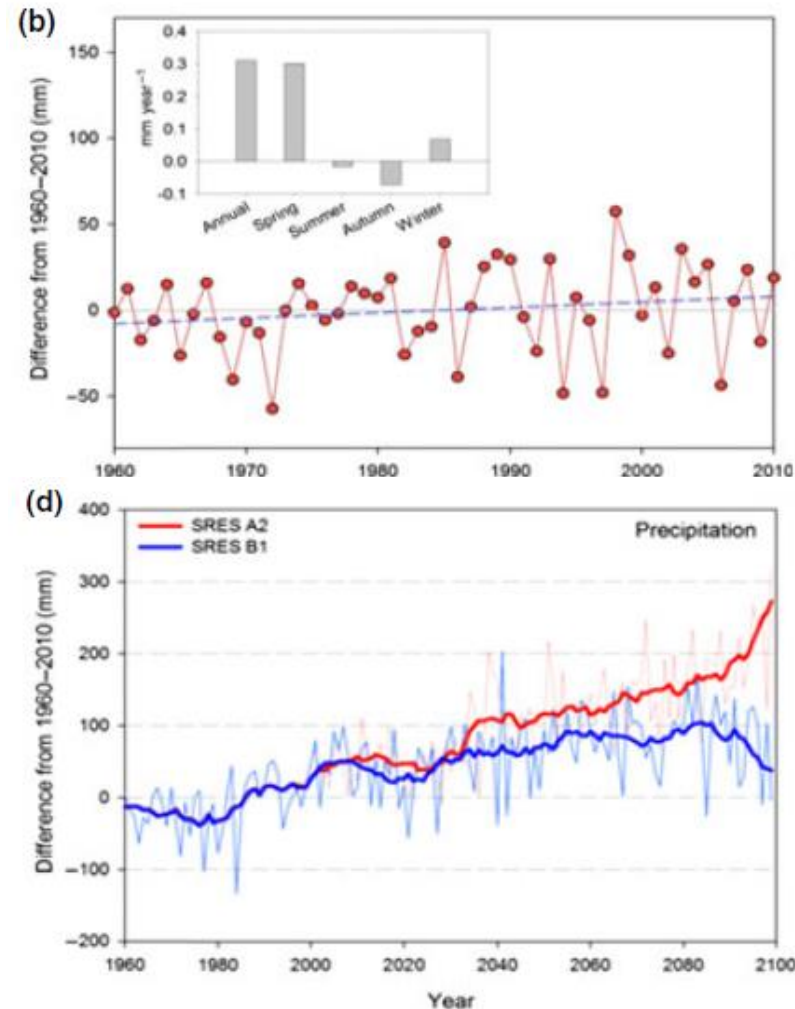 (b)
150
100
50
0
−50
Difference from 1960–2010 (mm)
0.4
0.3
0.2
0.1
0.0
-0.1
mm year⁻¹
Annual
Spring
Summer
Autumn
Winter
1960 1970 1980 1990 2000 2010
(d)
400
300
200
100
0
−100
−200
Difference from 1960–2010 (mm)
SRES A2
SRES B1
Precipitation
1960 1980 2000 2020 2040 2060 2080 2100
Year